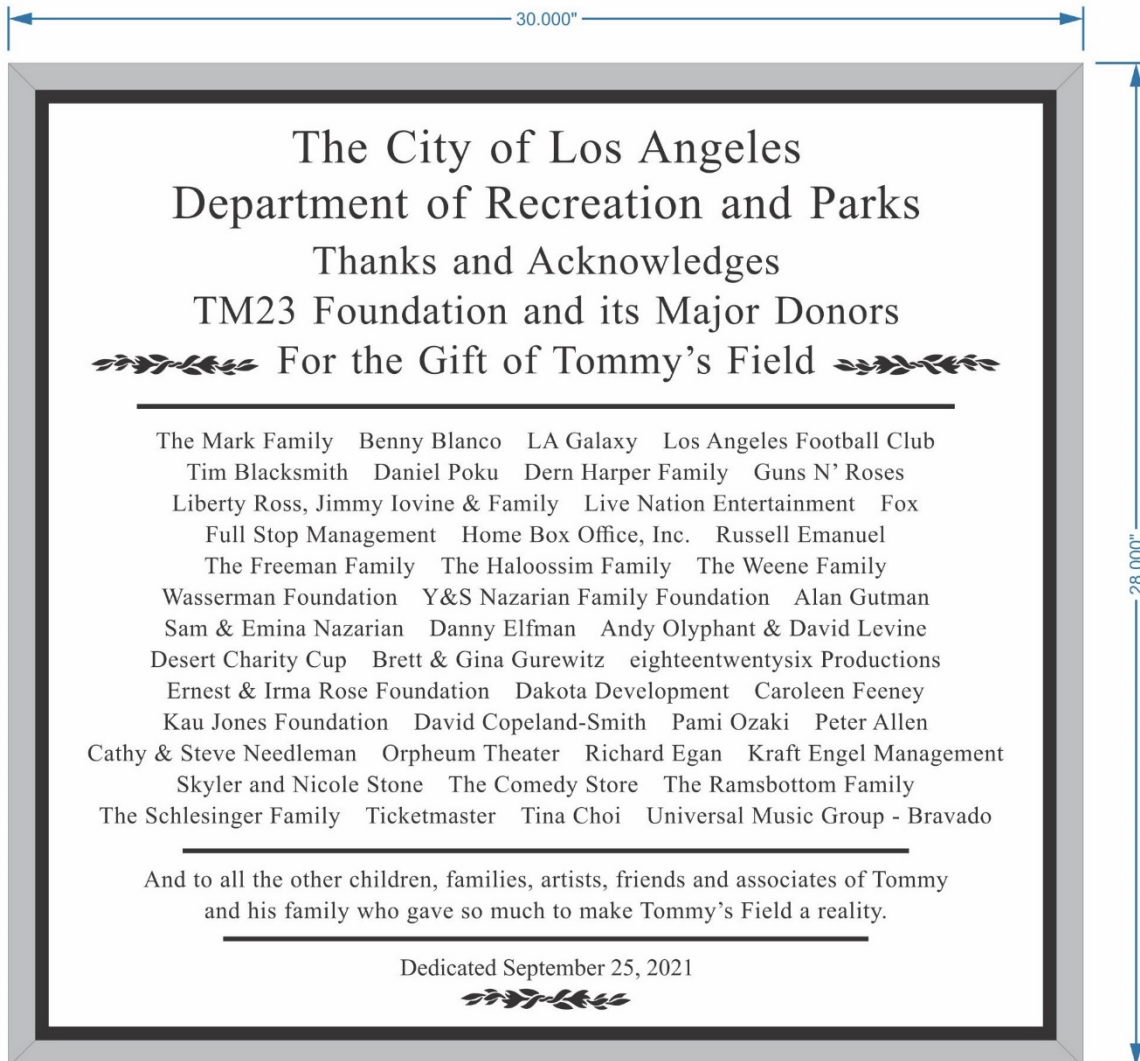 30.000"
The City of Los Angeles
Department of Recreation and Parks
Thanks and Acknowledges
TM23 Foundation and its Major Donors
For the Gift of Tommy’s Field
The Mark Family Benny Blanco LA Galaxy Los Angeles Football Club
Tim Blacksmith Daniel Poku Dern Harper Family Guns N’ Roses
Liberty Ross, Jimmy Iovine & Family Live Nation Entertainment Fox
Full Stop Management Home Box Office, Inc. Russell Emanuel
The Freeman Family The Haloossim Family The Weene Family
Wasserman Foundation Y&S Nazarian Family Foundation Alan Gutman
Sam & Emina Nazarian Danny Elfman Andy Olyphant & David Levine
Desert Charity Cup Brett & Gina Gurewitz eighteentwentysix Productions
Ernest & Irma Rose Foundation Dakota Development Caroleen Feeney
Kau Jones Foundation David Copeland-Smith Pami Ozaki Peter Allen
Cathy & Steve Needleman Orpheum Theater Richard Egan Kraft Engel Management
Skyler and Nicole Stone The Comedy Store The Ramsbottom Family
The Schlesinger Family Ticketmaster Tina Choi Universal Music Group - Bravado
And to all the other children, families, artists, friends and associates of Tommy
and his family who gave so much to make Tommy’s Field a reality.
Dedicated September 25, 2021
28.000"